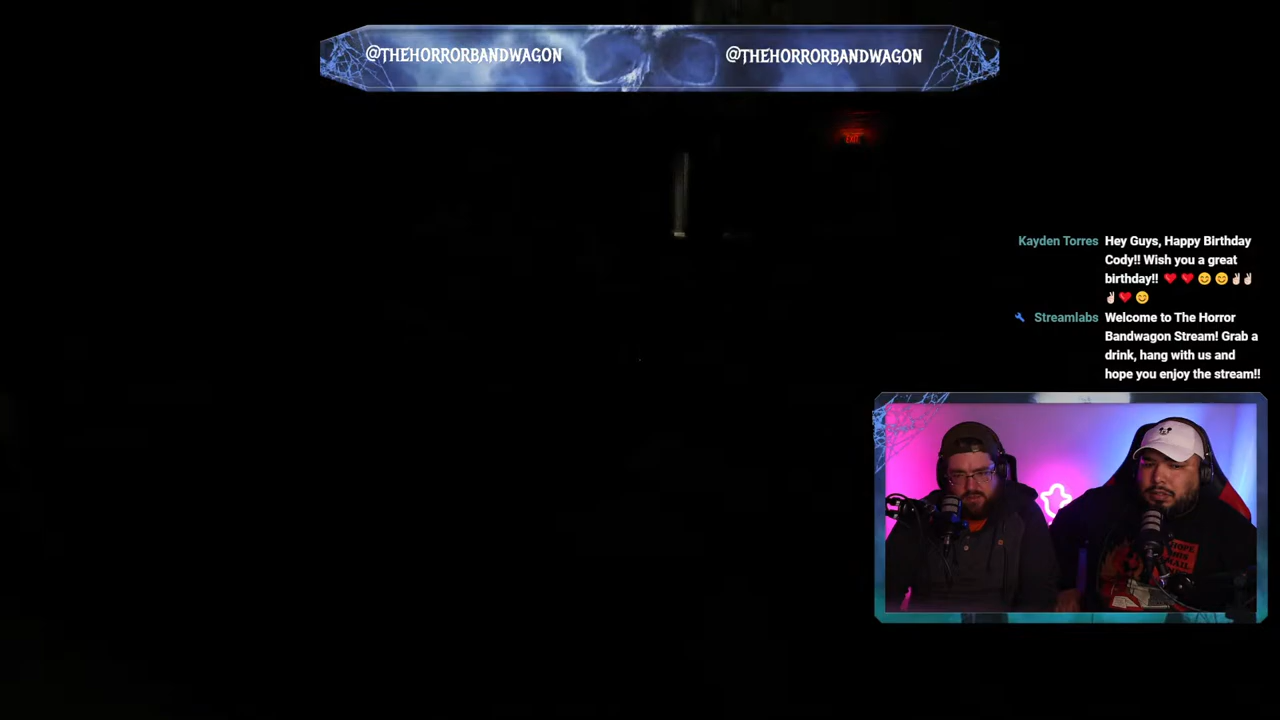 @THEHORRORBANDWAGON @THEHORRORBANDWAGON
EXIT
Kayden Torres Hey Guys, Happy Birthday
Cody!! Wish you a great
birthday!! ❤️ ❤️ 😊 😊 ✌🏻✌🏻
✌🏻❤️ 😊
Streamlabs Welcome to The Horror
Bandwagon Stream! Grab a
drink, hang with us and
hope you enjoy the stream!!